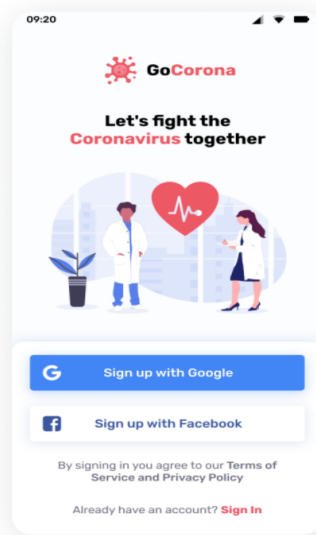 09:20
GoCorona
Let's fight the
Coronavirus together
Sign up with Google
Sign up with Facebook
By signing in you agree to our Terms of
Service and Privacy Policy
Already have an account? Sign In